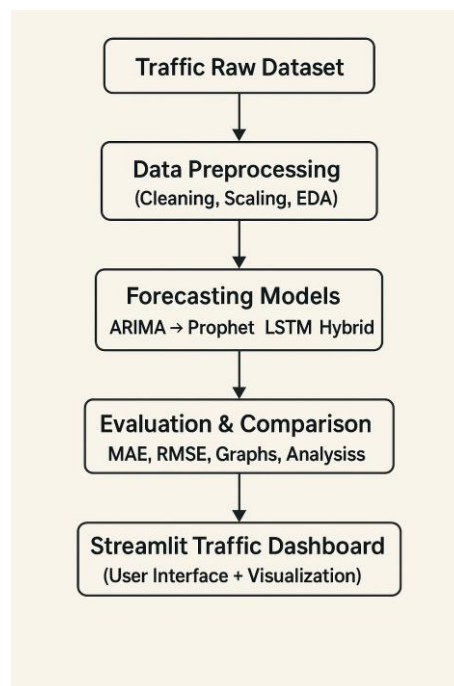 Traffic Raw Dataset
Data Preprocessing
(Cleaning, Scaling, EDA)
Forecasting Models
ARIMA → Prophet LSTM Hybrid
Evaluation & Comparison
MAE, RMSE, Graphs, Analysiss
Streamlit Traffic Dashboard
(User Interface + Visualization)